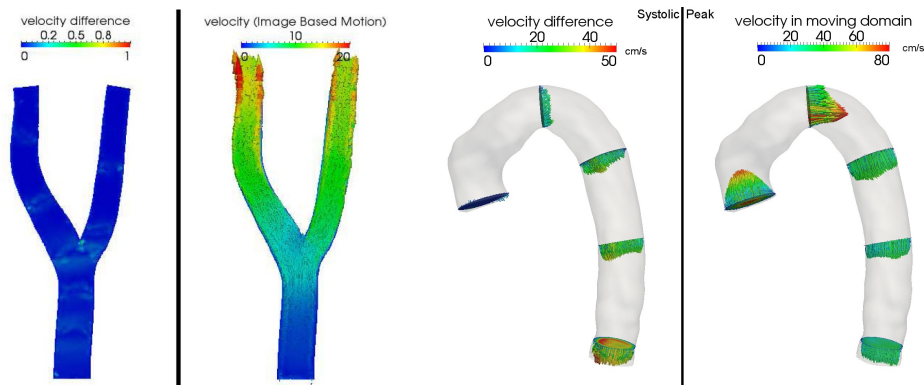 velocity difference
0.2 0.5 0.8
0 1
velocity (Image Based Motion)
10
0 20
velocity difference
20 40
0 50
cm/s
Systolic Peak
velocity in moving domain
40 60
0 80
cm/s